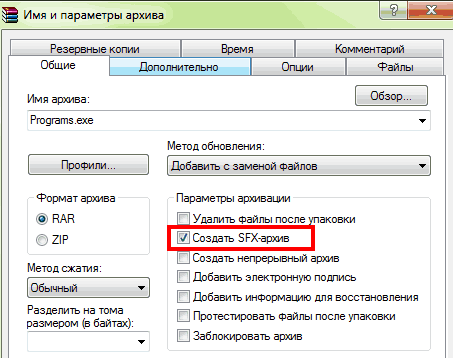 Имя и параметры архива
Резервные копии Время Комментарий
Общие Дополнительно Опции Файлы
Имя архива:
Обзор...
Programs.exe
Метод обновления:
Профили... Добавить с заменой файлов
Формат архива Параметры архивации
RAR Удалить файлы после упаковки
ZIP Создать SFX-архив
Создать непрерывный архив
Метод сжатия: Добавить электронную подпись
Обычный Добавить информацию для восстановления
Разделить на тома Протестировать файлы после упаковки
размером (в байтах): Заблокировать архив